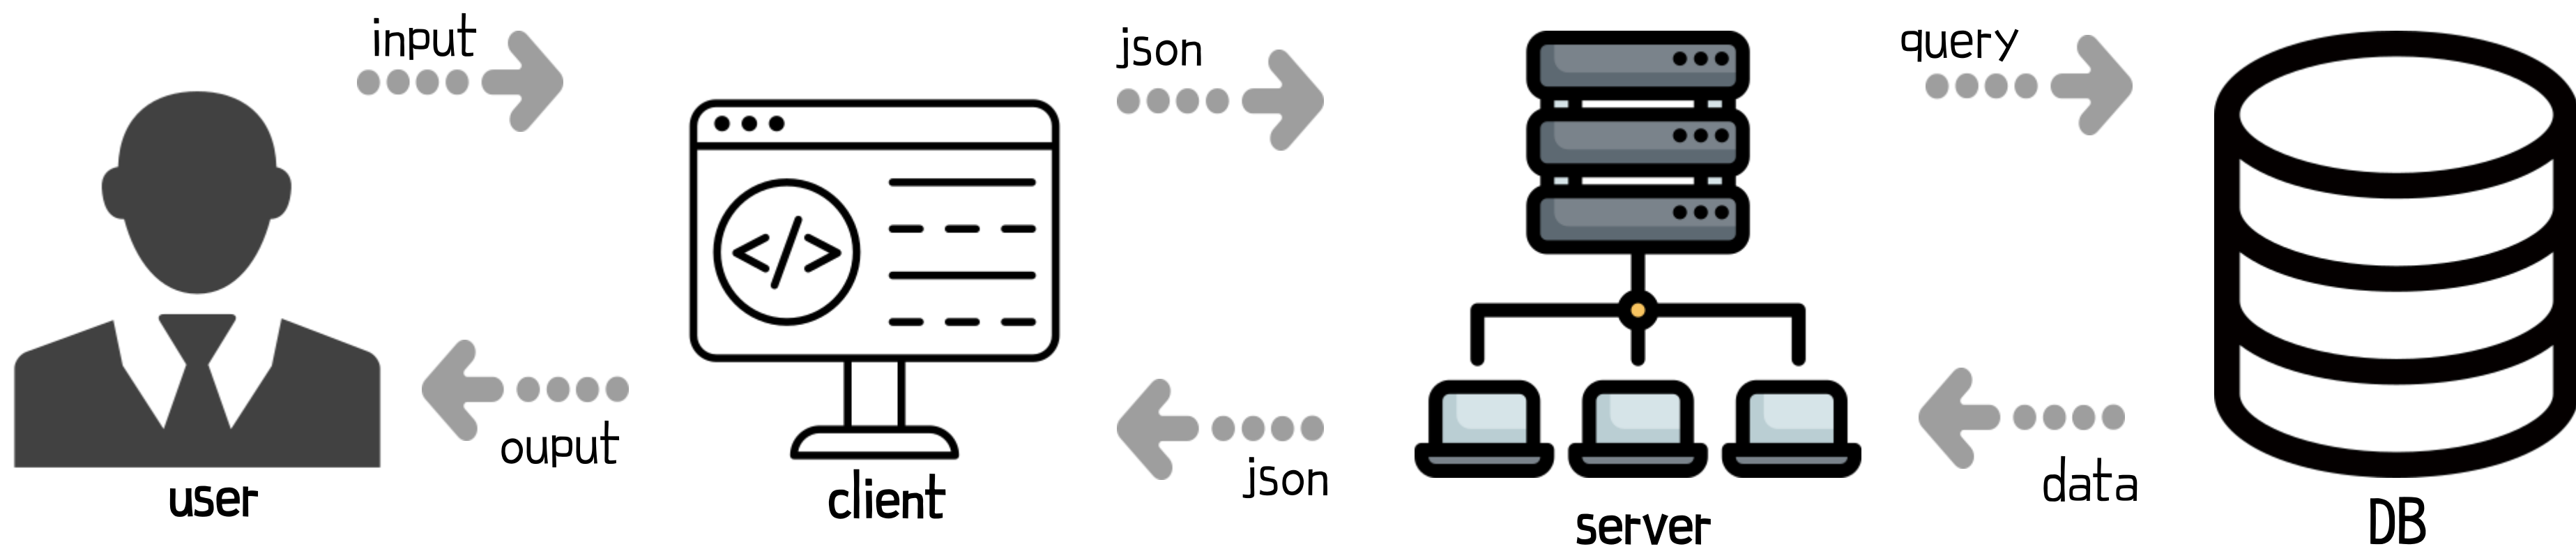 input
json
query
ouput
json
data
user
client
server
DB